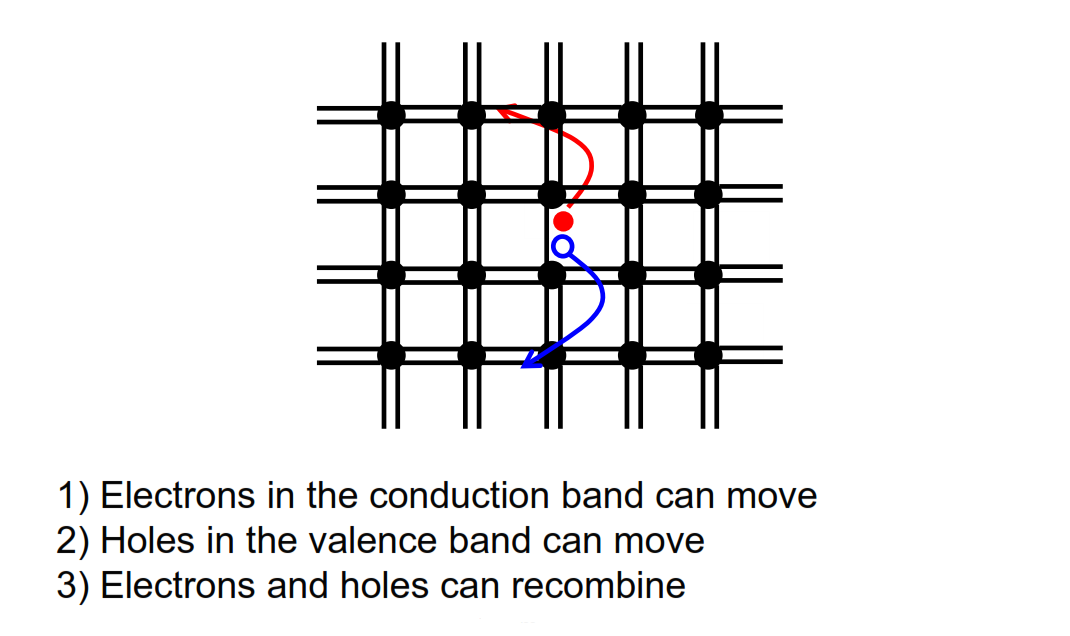 1) Electrons in the conduction band can move
2) Holes in the valence band can move
3) Electrons and holes can recombine